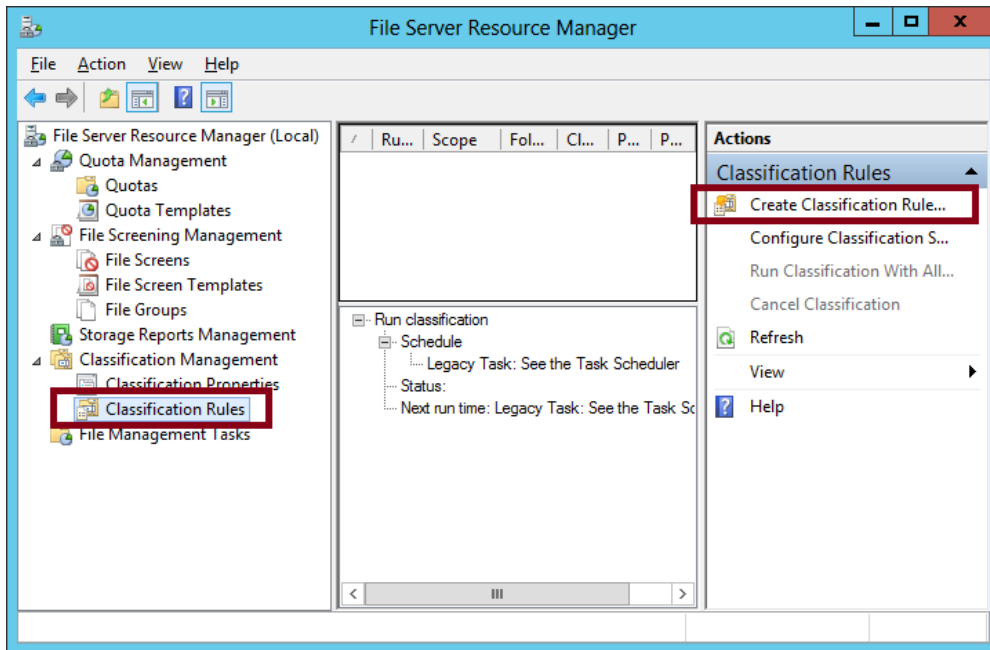 File Server Resource Manager
File Action View Help
File Server Resource Manager (Local)
Quota Management
Quotas
Quota Templates
File Screening Management
File Screens
File Screen Templates
File Groups
Storage Reports Management
Classification Management
Classification Properties
Classification Rules
File Management Tasks
Ru... Scope Fol... Cl... P... P...
Run classification
Schedule
Legacy Task: See the Task Scheduler
Status:
Next run time: Legacy Task: See the Task Sc
Actions
Classification Rules
Create Classification Rule...
Configure Classification S...
Run Classification With All...
Cancel Classification
Refresh
View
Help